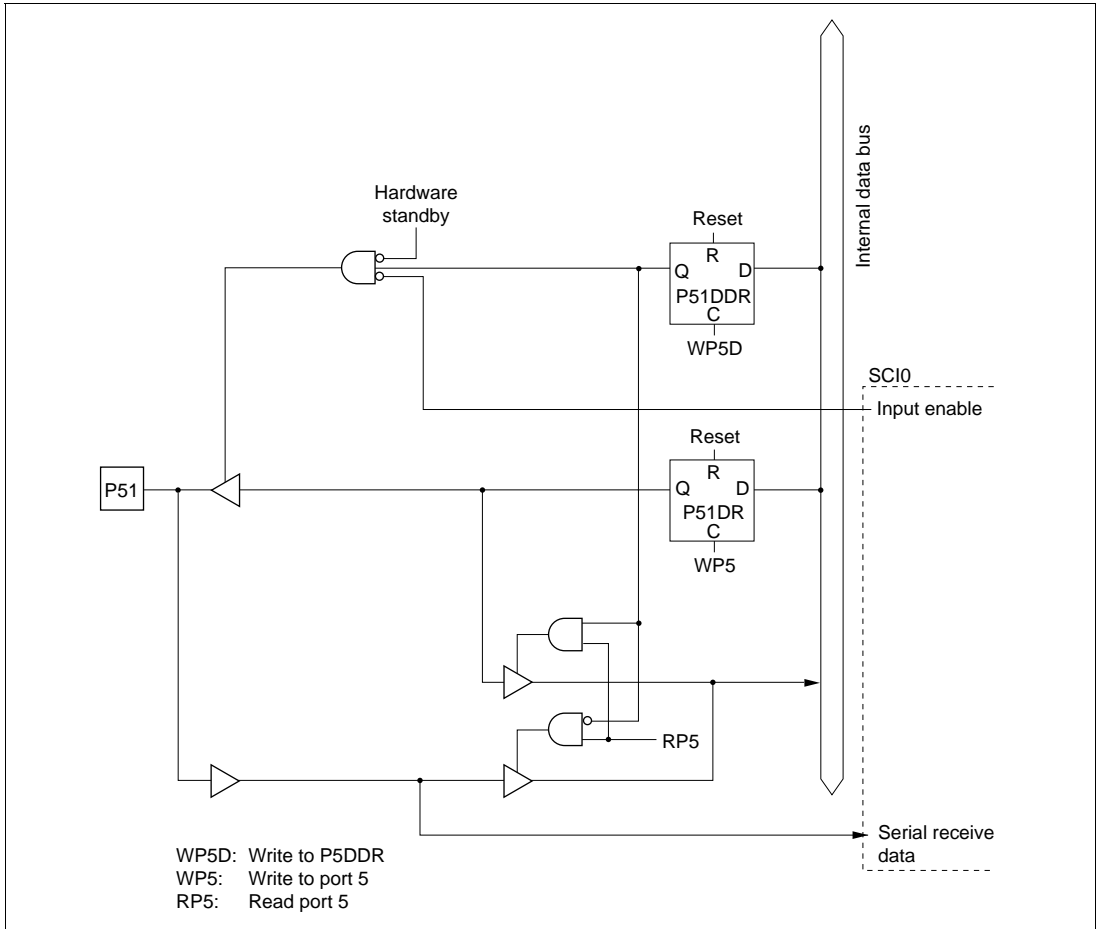 Internal data bus
Hardware
standby
Reset
R
Q D
P51DDR
C
WP5D
SCI0
Input enable
Reset
R
P51
Q D
P51DR
C
WP5
RP5
Serial receive
data
WP5D: Write to P5DDR
WP5: Write to port 5
RP5: Read port 5